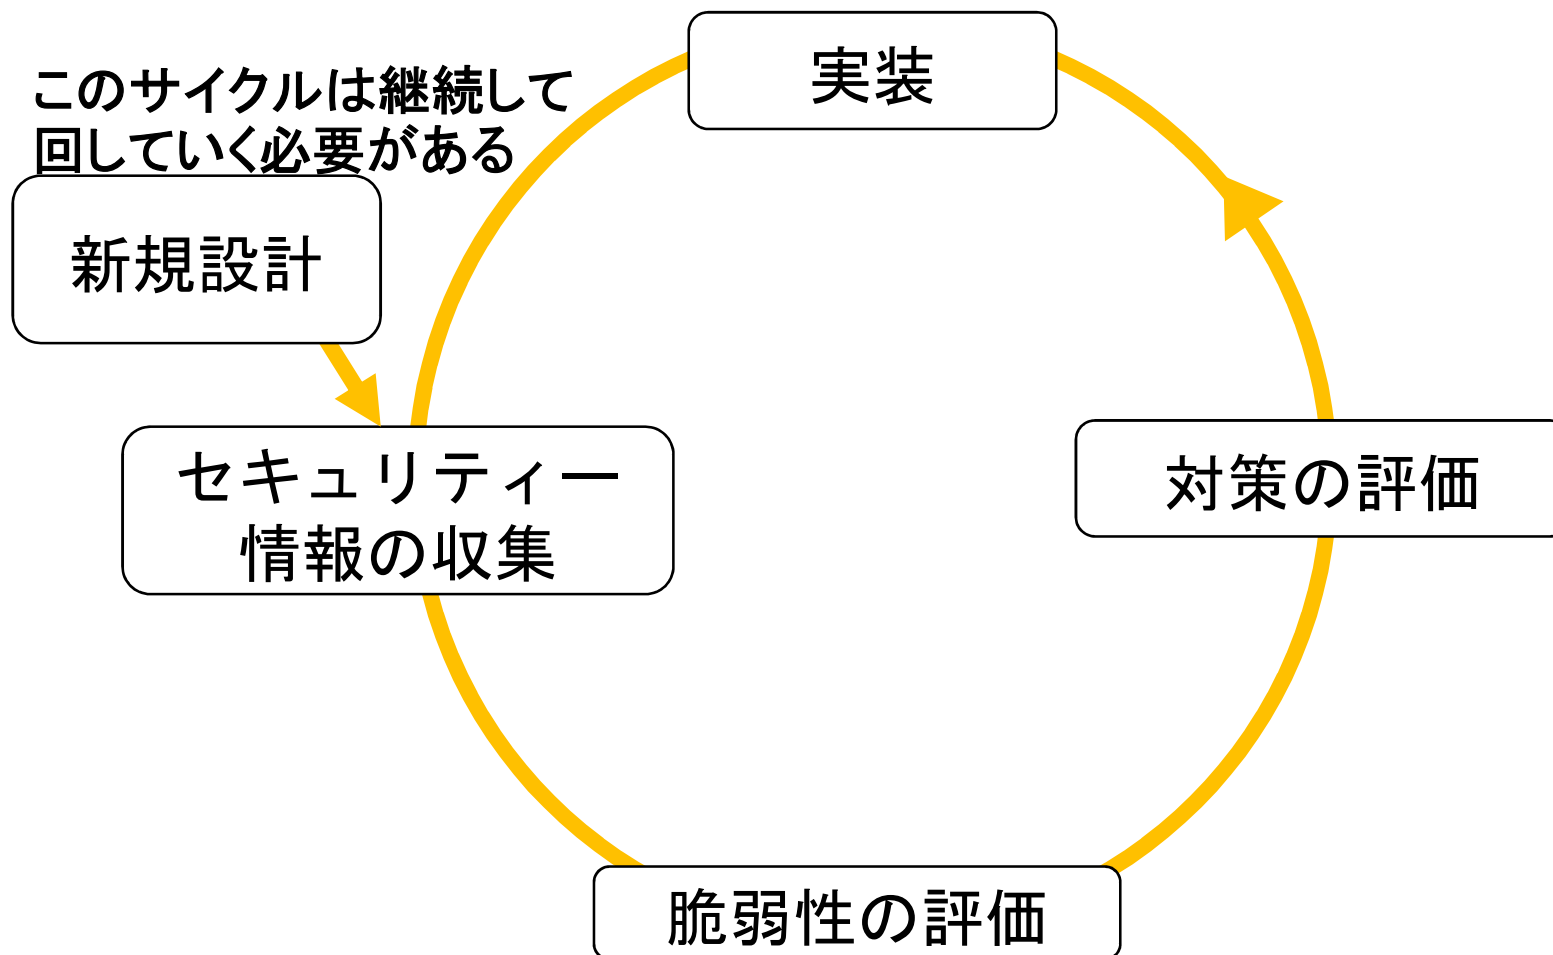 実装
このサイクルは継続して
回していく必要がある
新規設計
セキュリティー
情報の収集
対策の評価
脆弱性の評価